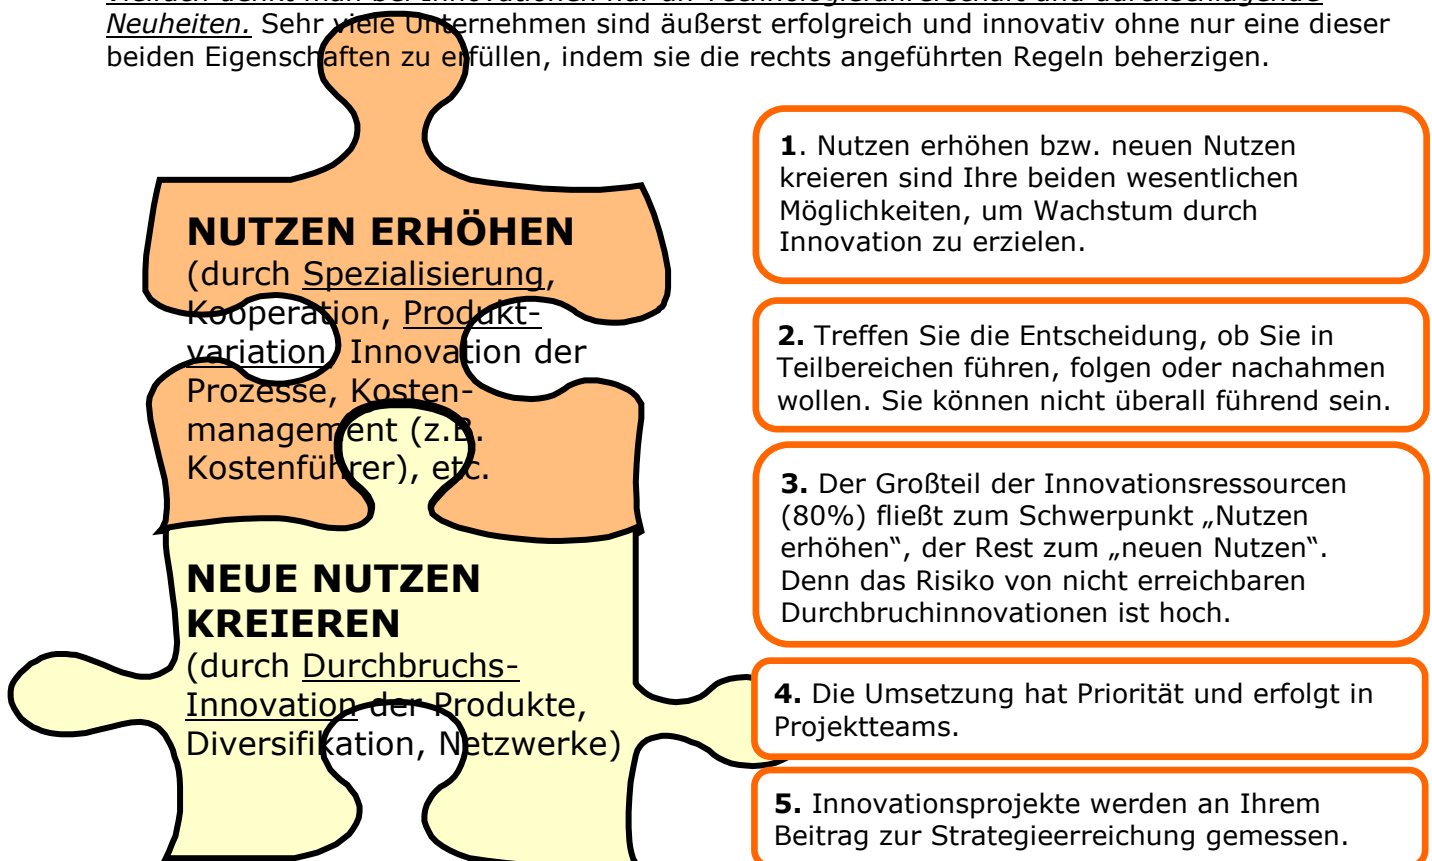 Neuheiten. Sehr viele Unternehmen sind äußerst erfolgreich und innovativ ohne nur eine dieser
beiden Eigenschaften zu erfüllen, indem sie die rechts angeführten Regeln beherzigen.
NUTZEN ERHÖHEN
(durch Spezialisierung,
Kooperation, Produkt-
variation, Innovation der
Prozesse, Kosten-
management (z.B.
Kostenführer), etc.
NEUE NUTZEN
KREIEREN
(durch Durchbruchs-
Innovation der Produkte,
Diversifikation, Netzwerke)
1. Nutzen erhöhen bzw. neuen Nutzen
kreieren sind Ihre beiden wesentlichen
Möglichkeiten, um Wachstum durch
Innovation zu erzielen.
2. Treffen Sie die Entscheidung, ob Sie in
Teilbereichen führen, folgen oder nachahmen
wollen. Sie können nicht überall führend sein.
3. Der Großteil der Innovationsressourcen
(80%) fließt zum Schwerpunkt „Nutzen
erhöhen“, der Rest zum „neuen Nutzen“.
Denn das Risiko von nicht erreichbaren
Durchbruchinnovationen ist hoch.
4. Die Umsetzung hat Priorität und erfolgt in
Projektteams.
5. Innovationsprojekte werden an Ihrem
Beitrag zur Strategieerreichung gemessen.